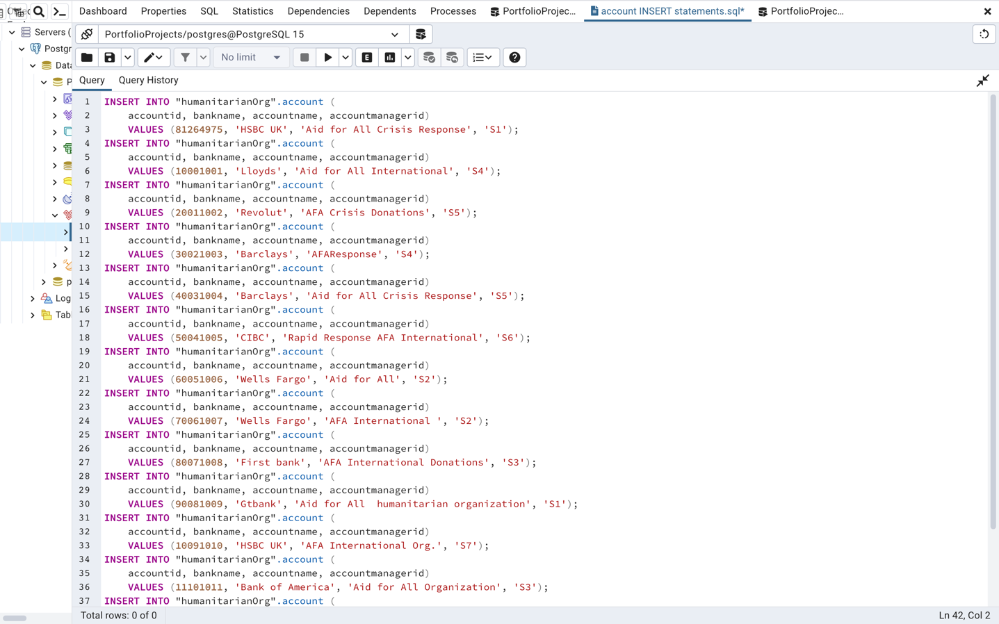 Dashboard Properties SQL Statistics Dependencies Dependents Processes PortfolioProjec... account INSERT statements.sql* PortfolioProjec...
Servers (
Postgr
Data
P
p
Log
Tab
PortfolioProjects/postgres@PostgreSQL 15
No limit
E
Query Query History
1 INSERT INTO "humanitarianOrg".account (
2 accountid, bankname, accountname, accountmanagerid)
3 VALUES (81264975, 'HSBC UK', 'Aid for All Crisis Response', 'S1');
4 INSERT INTO "humanitarianOrg".account (
5 accountid, bankname, accountname, accountmanagerid)
6 VALUES (10001001, 'Lloyds', 'Aid for All International', 'S4');
7 INSERT INTO "humanitarianOrg".account (
8 accountid, bankname, accountname, accountmanagerid)
9 VALUES (20011002, 'Revolut', 'AFA Crisis Donations', 'S5');
10 INSERT INTO "humanitarianOrg".account (
11 accountid, bankname, accountname, accountmanagerid)
12 VALUES (30021003, 'Barclays', 'AFAResponse', 'S4');
13 INSERT INTO "humanitarianOrg".account (
14 accountid, bankname, accountname, accountmanagerid)
15 VALUES (40031004, 'Barclays', 'Aid for All Crisis Response', 'S5');
16 INSERT INTO "humanitarianOrg".account (
17 accountid, bankname, accountname, accountmanagerid)
18 VALUES (50041005, 'CIBC', 'Rapid Response AFA International', 'S6');
19 INSERT INTO "humanitarianOrg".account (
20 accountid, bankname, accountname, accountmanagerid)
21 VALUES (60051006, 'Wells Fargo', 'Aid for All', 'S2');
22 INSERT INTO "humanitarianOrg".account (
23 accountid, bankname, accountname, accountmanagerid)
24 VALUES (70061007, 'Wells Fargo', 'AFA International ', 'S2');
25 INSERT INTO "humanitarianOrg".account (
26 accountid, bankname, accountname, accountmanagerid)
27 VALUES (80071008, 'First bank', 'AFA International Donations', 'S3');
28 INSERT INTO "humanitarianOrg".account (
29 accountid, bankname, accountname, accountmanagerid)
30 VALUES (90081009, 'Gtbank', 'Aid for All  humanitarian organization', 'S1');
31 INSERT INTO "humanitarianOrg".account (
32 accountid, bankname, accountname, accountmanagerid)
33 VALUES (10091010, 'HSBC UK', 'AFA International Org.', 'S7');
34 INSERT INTO "humanitarianOrg".account (
35 accountid, bankname, accountname, accountmanagerid)
36 VALUES (11101011, 'Bank of America', 'Aid for All Organization', 'S3');
37 INSERT INTO "humanitarianOrg".account (
Total rows: 0 of 0 Ln 42, Col 2